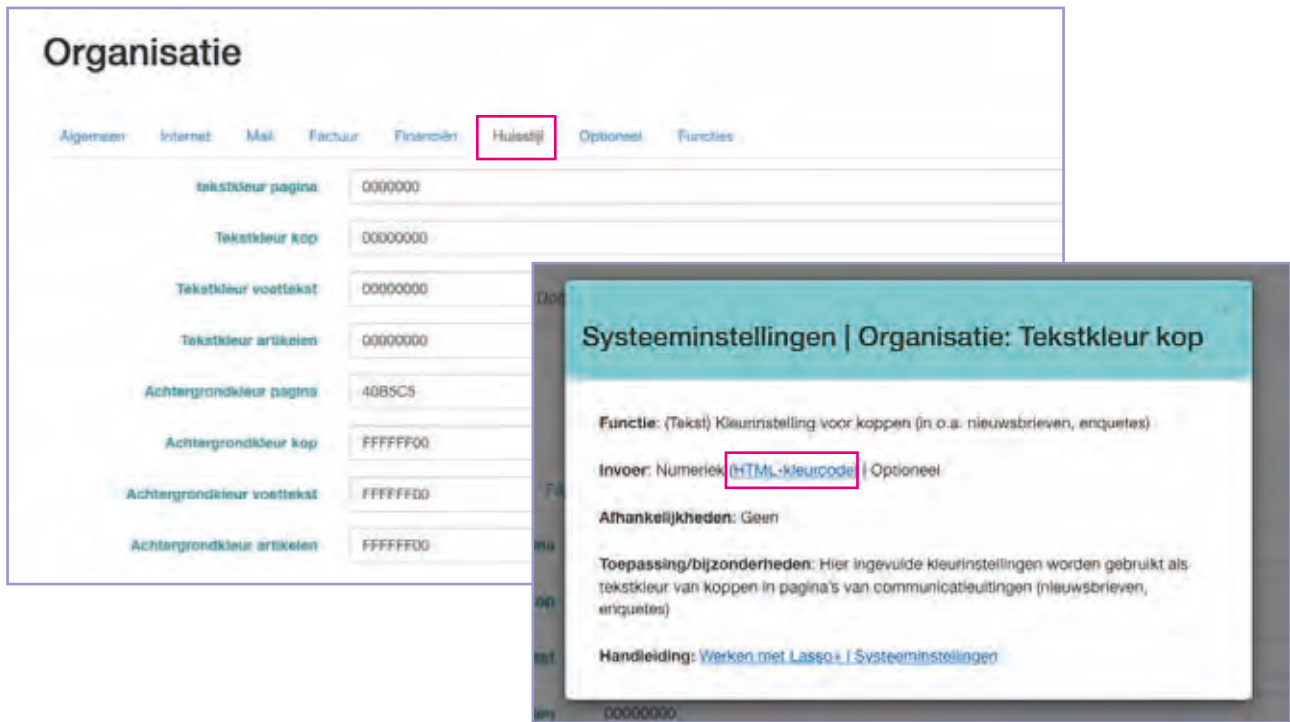 Organisatie
Algemeen Internet Mail Factuur Financiën Huisstijl Optioneel Functies
tekstkleur pagina 0000000
Tekstkleur kop 00000000
Tekstkleur voettekst 00000000
Tekstkleur artikelen 00000000
Achtergrondkleur pagina 40B5C5
Achtergrondkleur kop FFFFFF00
Achtergrondkleur voettekst FFFFFF00
Achtergrondkleur artikelen FFFFFF00
Systeeminstellingen | Organisatie: Tekstkleur kop
Functie: (Tekst) Kleurinstelling voor koppen (in o.a. nieuwsbrieven, enquetes)
Invoer: Numeriek (HTML-kleurcode) | Optioneel
Afhankelijkheden: Geen
Toepassing/bijzonderheden: Hier ingevulde kleurinstellingen worden gebruikt als
tekstkleur van koppen in pagina's van communicatieuitingen (nieuwsbrieven,
enquetes)
Handleiding: Werken met Lasso+ | Systeeminstellingen
00000000